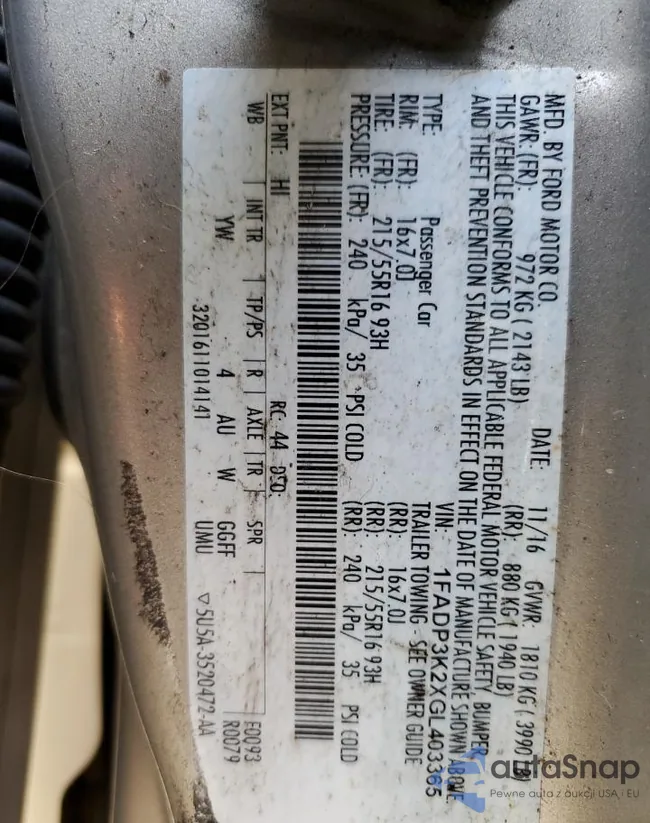 MFD. BY FORD MOTOR CO.
DATE: 11/16 GVWR: 1810 KG ( 3990 LB)
GAWR: (FR): 972 KG ( 2143 LB) (RR): 880 KG ( 1940 LB)
THIS VEHICLE CONFORMS TO ALL APPLICABLE FEDERAL MOTOR VEHICLE SAFETY, BUMPER,
AND THEFT PREVENTION STANDARDS IN EFFECT ON THE DATE OF MANUFACTURE SHOWN ABOVE.
VIN: 1FADP3K2XGL403365
TYPE: Passenger Car TRAILER TOWING - SEE OWNER GUIDE
RIM: (FR): 16x7.0J (RR): 16x7.0J
TIRE: (FR): 215/55R16 93H (RR): 215/55R16 93H
PRESSURE (FR): 240 kPa/ 35 PSI COLD (RR): 240 kPa/ 35 PSI COLD
EXT PNT: HI RC: 44 DSO:
WB INT TR TP/PS R AXLE TR SPR F0093
YW 4 AU W GGFF R0079
UMU
3201611014141 ▽5U5A-3520472-AA
autoSnap
Pewne auta z aukcji USA i EU